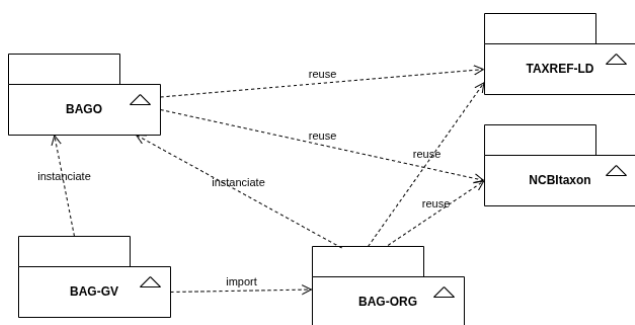 TAXREF-LD
reuse
BAGO
reuse
reuse
NCBItaxon
instanciate
instanciate
reuse
BAG-GV
import
BAG-ORG